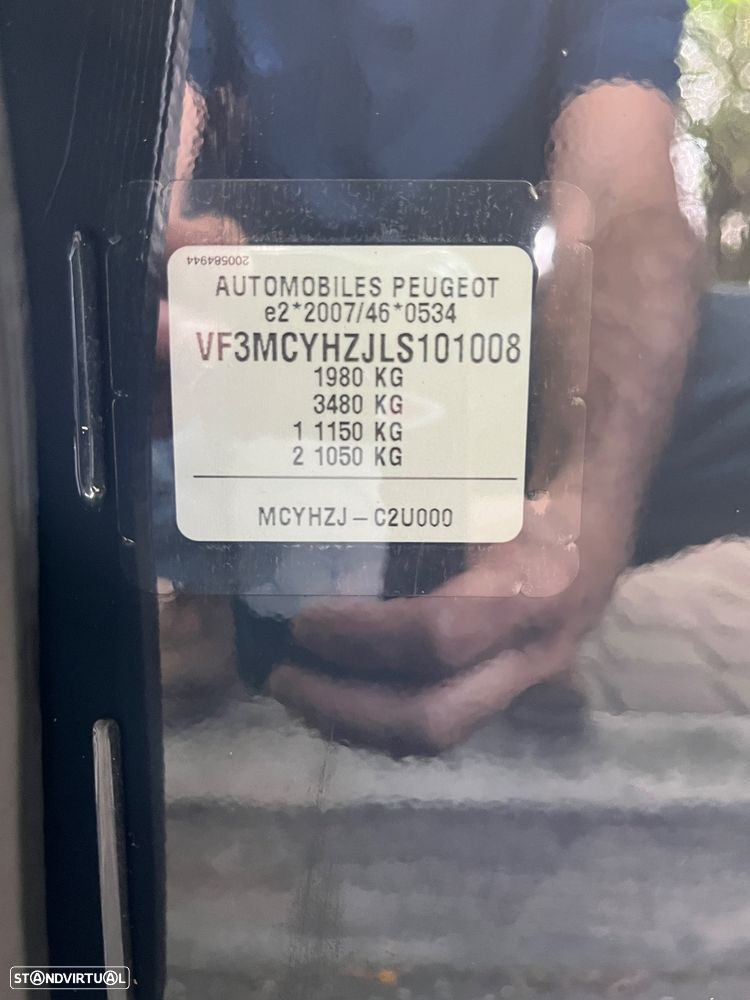 200584944
AUTOMOBILES PEUGEOT
e2*2007/46*0534
VF3MCYHZJLS101008
1980 KG
3480 KG
1 1150 KG
2 1050 KG
MCYHZJ – C2U000
STANDVIRTUAL